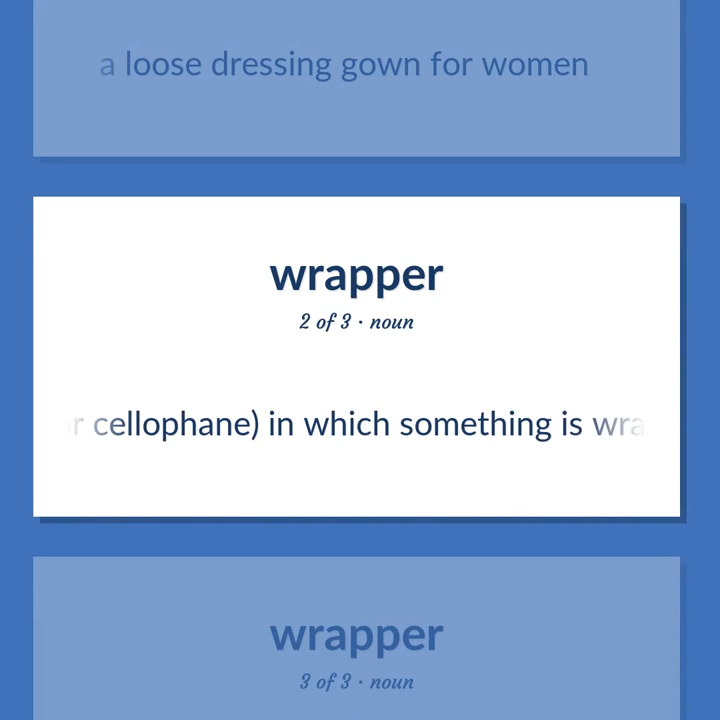 a loose dressing gown for women
wrapper
2 of 3 · noun
cellophane) in which something is
wrapper
3 of 3 · noun